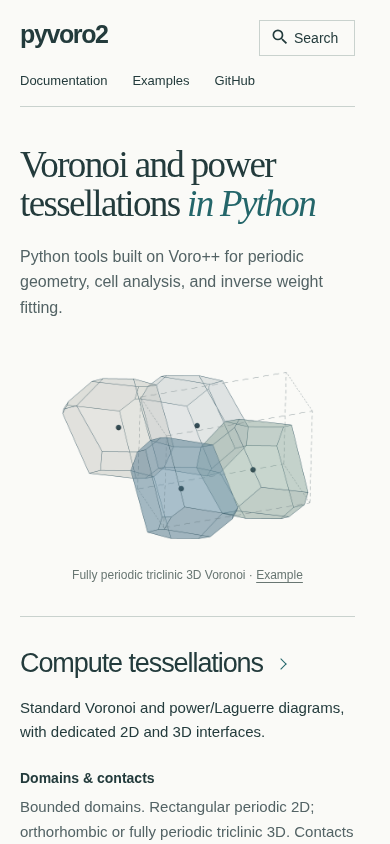 pyvoro2
Search
Documentation Examples GitHub
Voronoi and power
tessellations in Python
Python tools built on Voro++ for periodic
geometry, cell analysis, and inverse weight
fitting.
Fully periodic triclinic 3D Voronoi · Example
Compute tessellations
Standard Voronoi and power/Laguerre diagrams,
with dedicated 2D and 3D interfaces.
Domains & contacts
Bounded domains. Rectangular periodic 2D;
orthorhombic or fully periodic triclinic 3D. Contacts